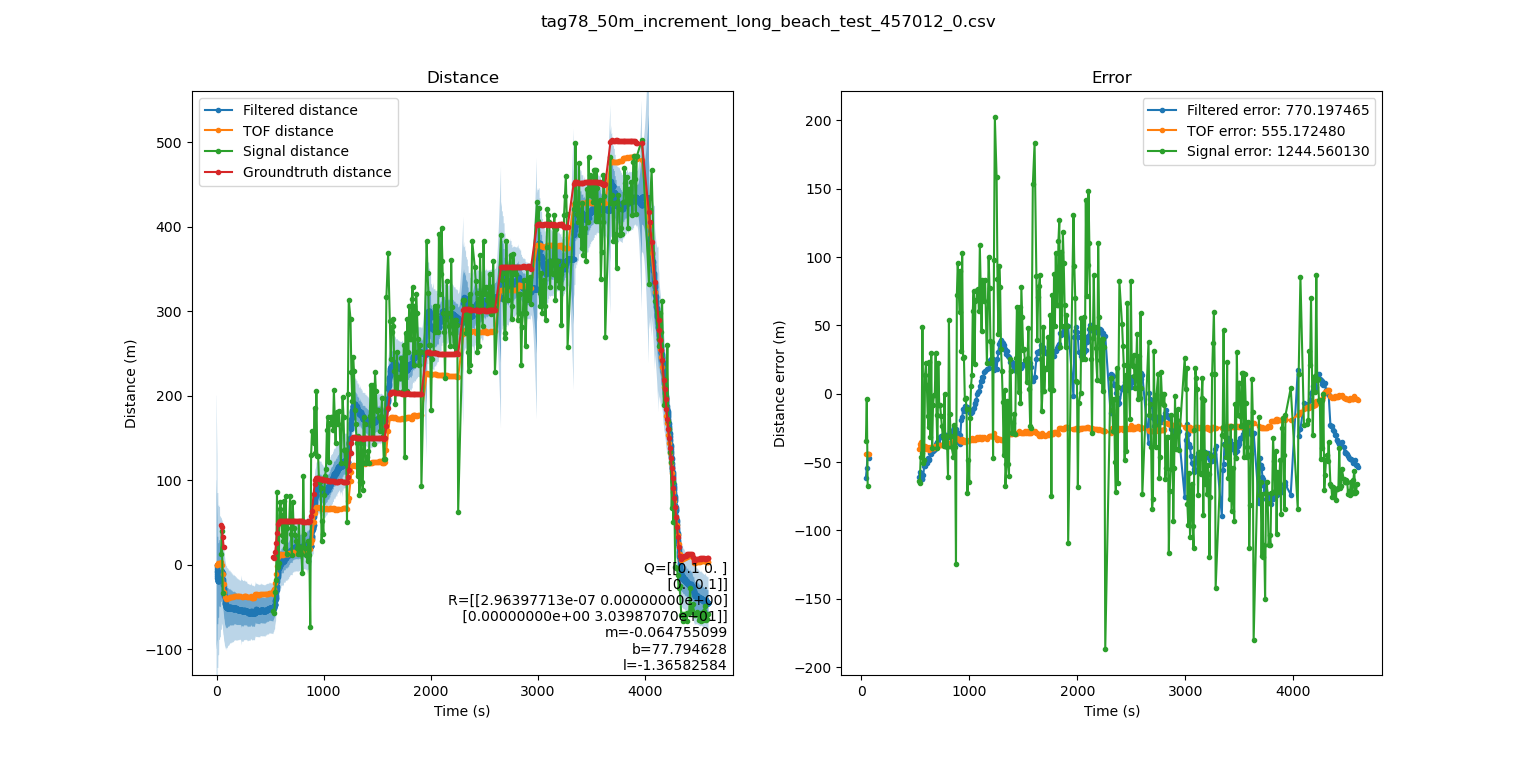 tag78_50m_increment_long_beach_test_457012_0.csv
Distance
Filtered distance
TOF distance
Signal distance
Groundtruth distance
Distance (m)
500
400
300
200
100
0
−100
0 1000 2000 3000 4000
Time (s)
Q=[[0.1 0. ]
[0. 0.1]]
R=[[2.96397713e-07 0.00000000e+00]
[0.00000000e+00 3.03987070e+01]]
m=-0.064755099
b=77.794628
l=-1.36582584
Error
Filtered error: 770.197465
TOF error: 555.172480
Signal error: 1244.560130
Distance error (m)
200
150
100
50
0
−50
−100
−150
−200
0 1000 2000 3000 4000
Time (s)